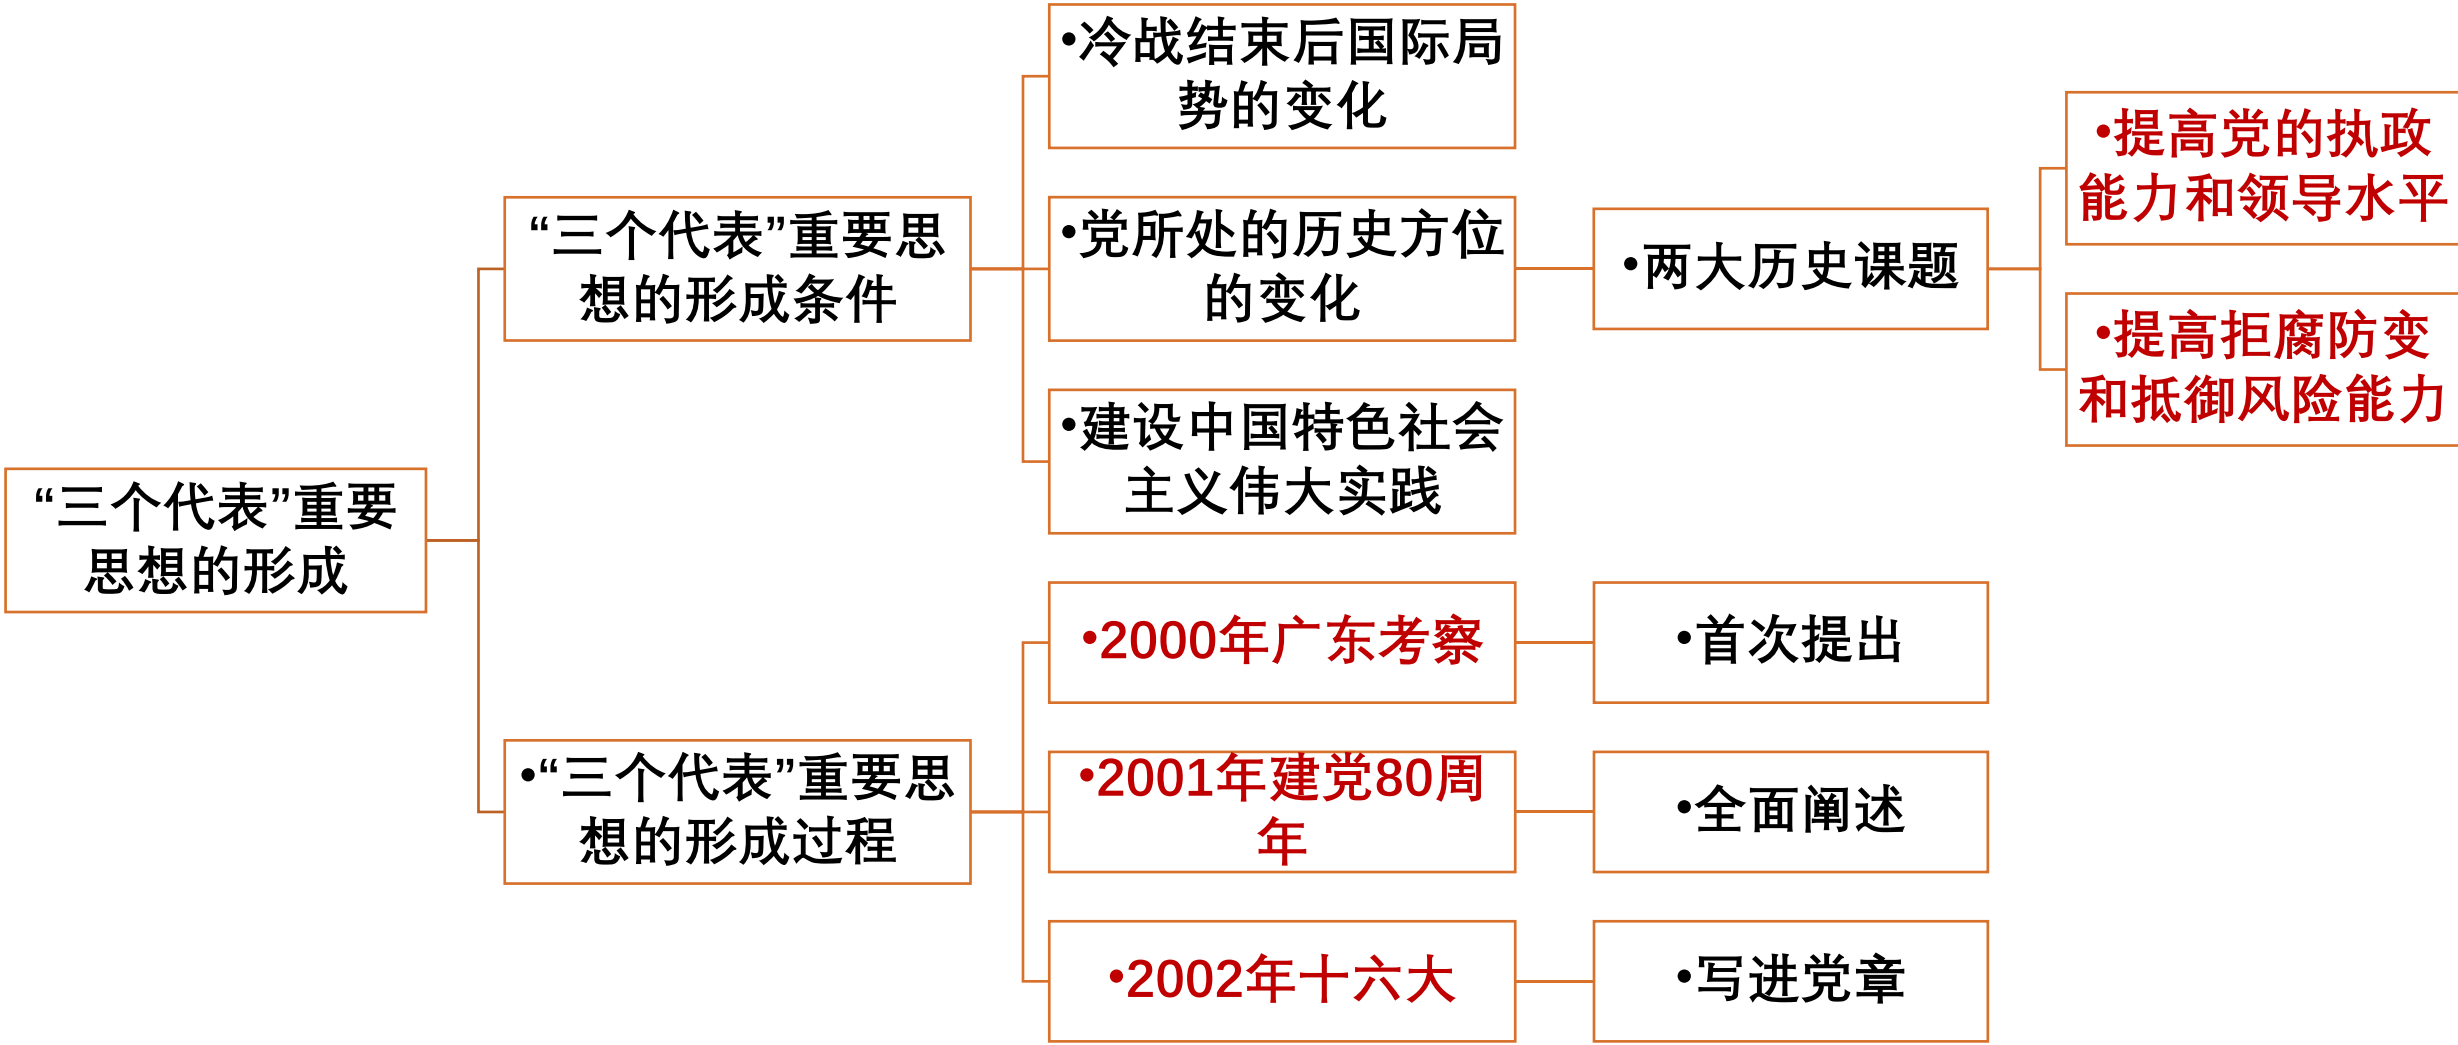 “三个代表”重要
思想的形成
“三个代表”重要思
想的形成条件
•冷战结束后国际局
势的变化
•党所处的历史方位
的变化
•两大历史课题
•提高党的执政
能力和领导水平
•提高拒腐防变
和抵御风险能力
•建设中国特色社会
主义伟大实践
•“三个代表”重要思
想的形成过程
•2000年广东考察
•首次提出
•2001年建党80周
年
•全面阐述
•2002年十六大
•写进党章